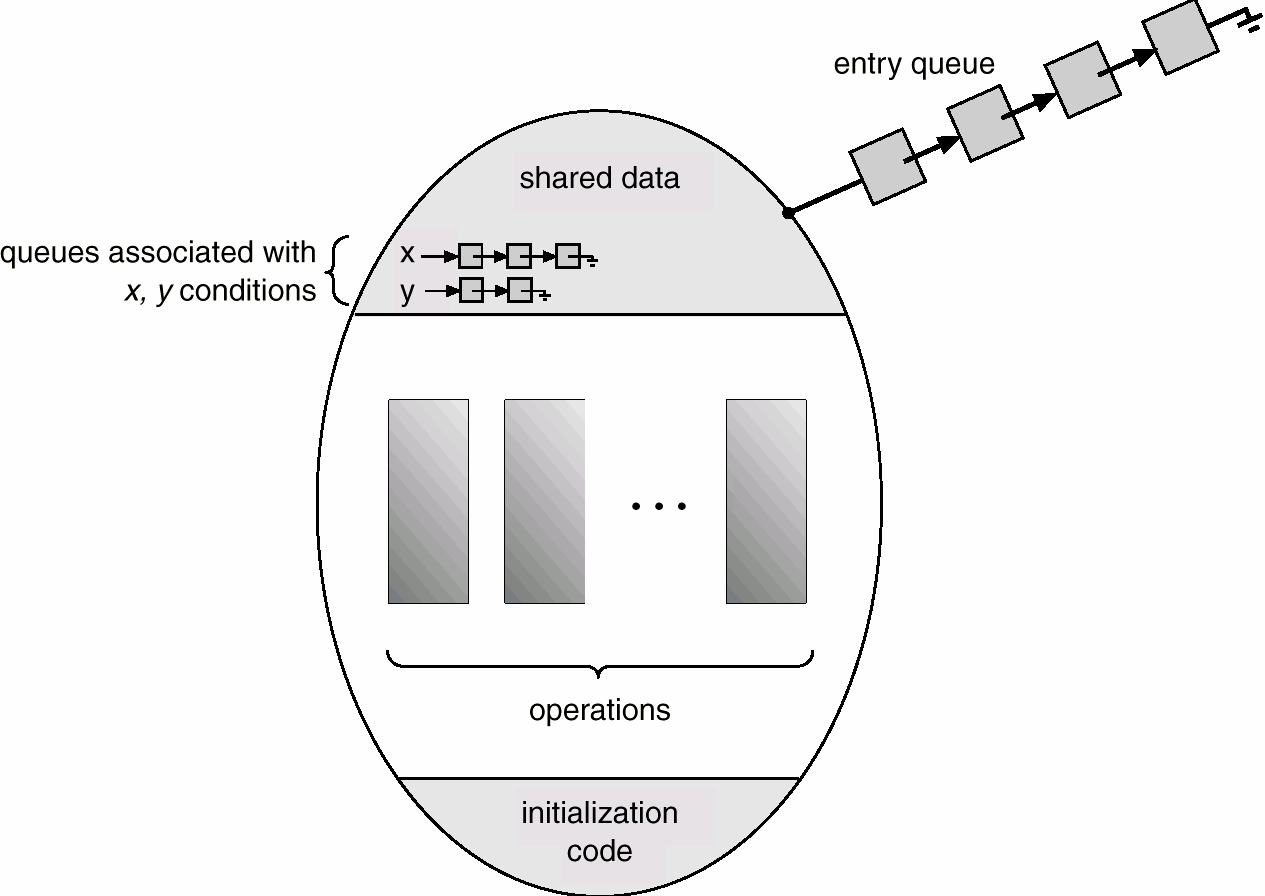 entry queue
shared data
queues associated with
x, y conditions
x
y
. . .
operations
initialization
code